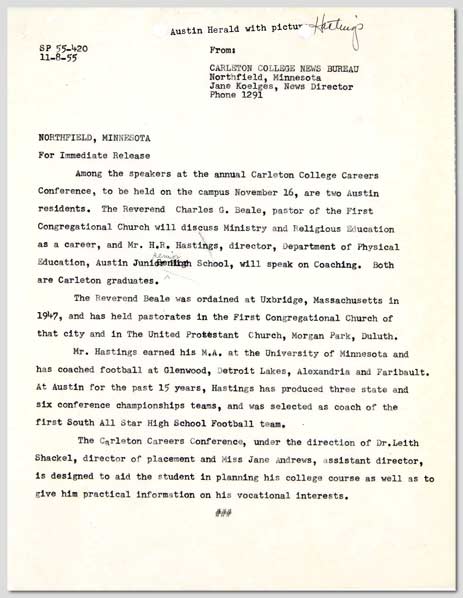 Austin Herald with pictur Hastings
SP 55-420
11-8-55
From:
CARLETON COLLEGE NEWS BUREAU
Northfield, Minnesota
Jane Koelges, News Director
Phone 1291
NORTHFIELD, MINNESOTA
For Immediate Release
Among the speakers at the annual Carleton College Careers
Conference, to be held on the campus November 16, are two Austin
residents. The Reverend Charles G. Beale, pastor of the First
Congregational Church will discuss Ministry and Religious Education
as a career, and Mr. H.R. Hastings, director, Department of Physical
Education, Austin Junior High School, will speak on Coaching. Both
are Carleton graduates.
The Reverend Beale was ordained at Uxbridge, Massachusetts in
1947, and has held pastorates in the First Congregational Church of
that city and in The United Protestant Church, Morgan Park, Duluth.
Mr. Hastings earned his M.A. at the University of Minnesota and
has coached football at Glenwood, Detroit Lakes, Alexandria and Faribault.
At Austin for the past 15 years, Hastings has produced three state and
six conference championships teams, and was selected as coach of the
first South All Star High School Football team.
The Carleton Careers Conference, under the direction of Dr.Leith
Shackel, director of placement and Miss Jane Andrews, assistant director,
is designed to aid the student in planning his college course as well as to
give him practical information on his vocational interests.
###